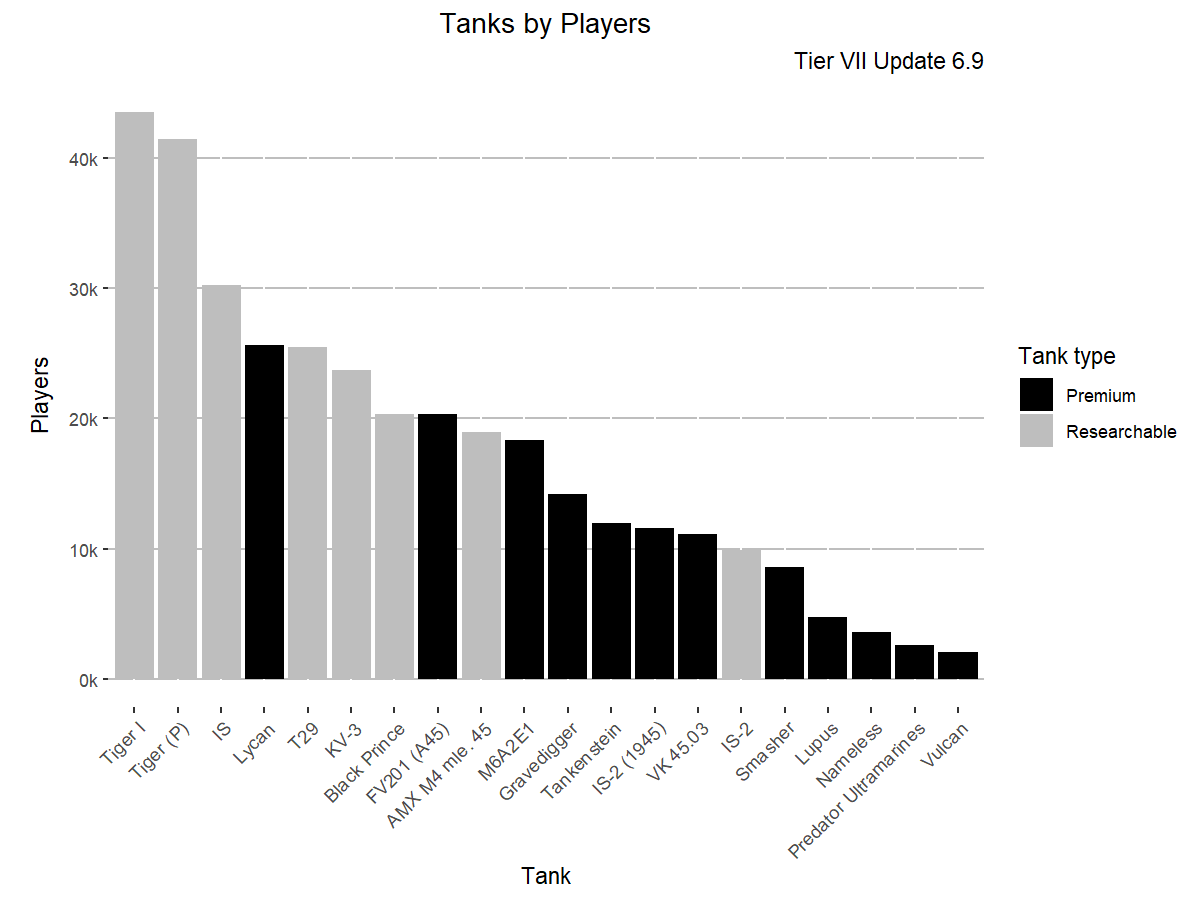 Tanks by Players
Tier VII Update 6.9
40k
30k
20k
10k
0k
Players
Tiger I
Tiger (P)
IS
Lycan
T29
KV-3
Black Prince
FV201 (A45)
AMX M4 mle. 45
M6A2E1
Gravedigger
Tankenstein
IS-2 (1945)
VK 45.03
IS-2
Smasher
Lupus
Nameless
Predator Ultramarines
Vulcan
Tank
Tank type
Premium
Researchable